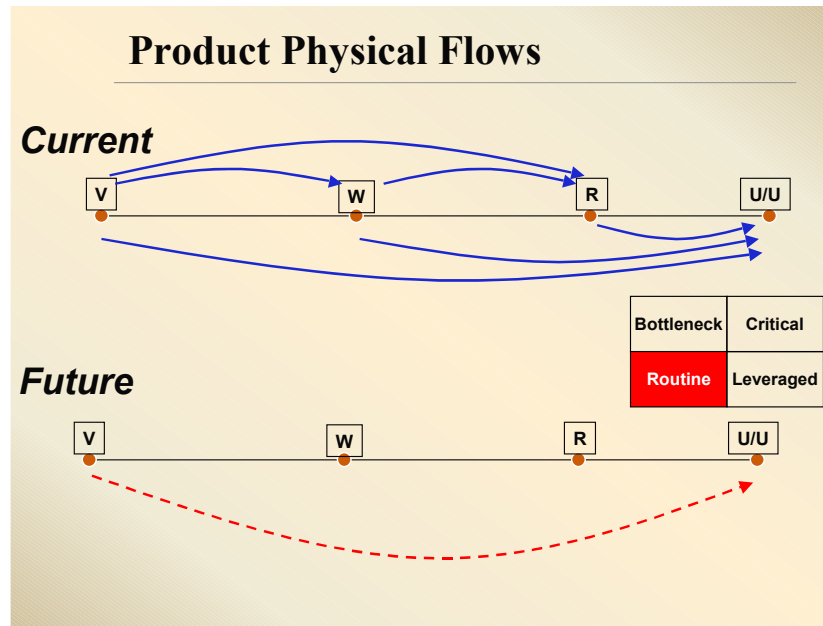 Product Physical Flows
Current
V
W
R
U/U
Bottleneck
Critical
Routine
Leveraged
Future
V
W
R
U/U